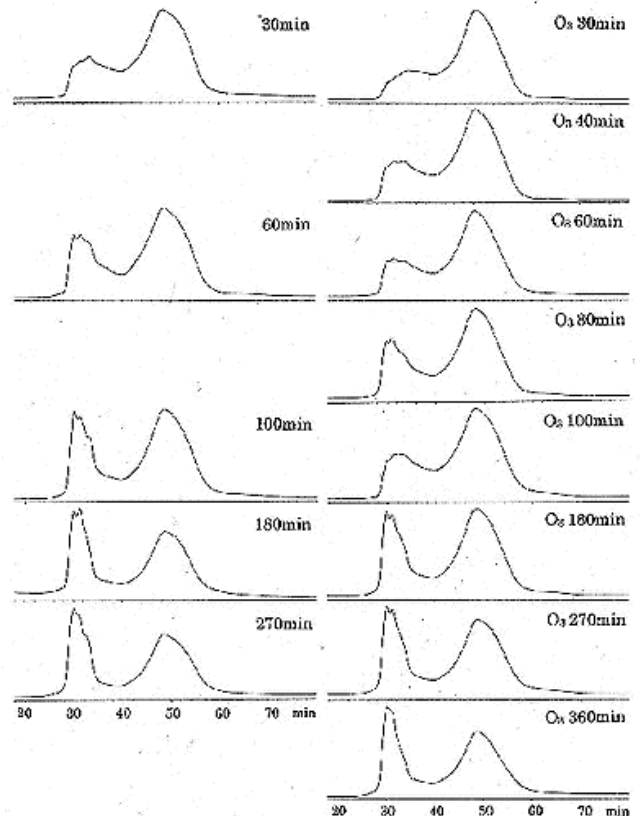 30min
60min
100min
180min
270min
20 30 40 50 60 70 min
O₃ 30min
O₃ 40min
O₃ 60min
O₃ 80min
O₃ 100min
O₃ 180min
O₃ 270min
O₃ 360min
20 30 40 50 60 70 min